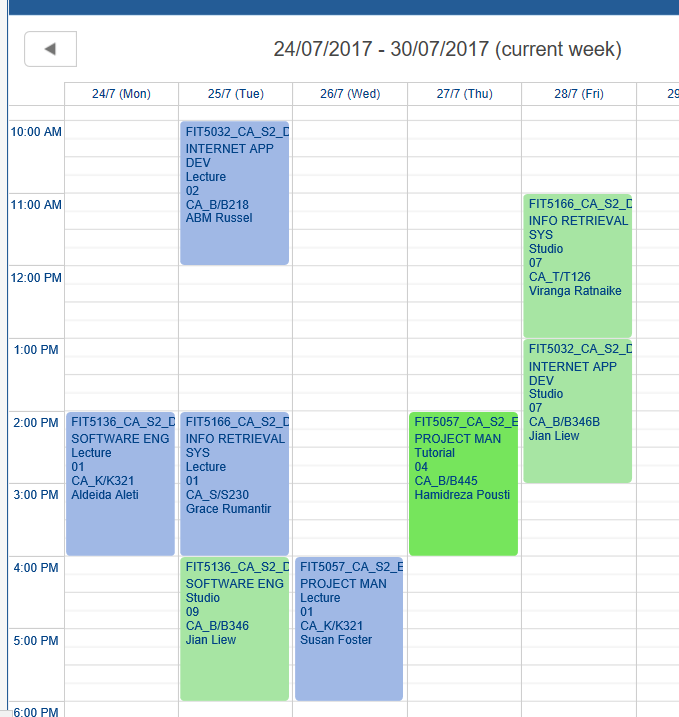 24/07/2017 - 30/07/2017 (current week)
24/7 (Mon)
25/7 (Tue)
26/7 (Wed)
27/7 (Thu)
28/7 (Fri)
29
10:00 AM
11:00 AM
12:00 PM
1:00 PM
2:00 PM
3:00 PM
4:00 PM
5:00 PM
6:00 PM
FIT5136_CA_S2_D
SOFTWARE ENG
Lecture
01
CA_K/K321
Aldeida Aleti
FIT5032_CA_S2_D
INTERNET APP
DEV
Lecture
02
CA_B/B218
ABM Russel
FIT5166_CA_S2_D
INFO RETRIEVAL
SYS
Lecture
01
CA_S/S230
Grace Rumantir
FIT5136_CA_S2_D
SOFTWARE ENG
Studio
09
CA_B/B346
Jian Liew
FIT5057_CA_S2_E
PROJECT MAN
Lecture
01
CA_K/K321
Susan Foster
FIT5057_CA_S2_E
PROJECT MAN
Tutorial
04
CA_B/B445
Hamidreza Pousti
FIT5166_CA_S2_D
INFO RETRIEVAL
SYS
Studio
07
CA_T/T126
Viranga Ratnaike
FIT5032_CA_S2_D
INTERNET APP
DEV
Studio
07
CA_B/B346B
Jian Liew